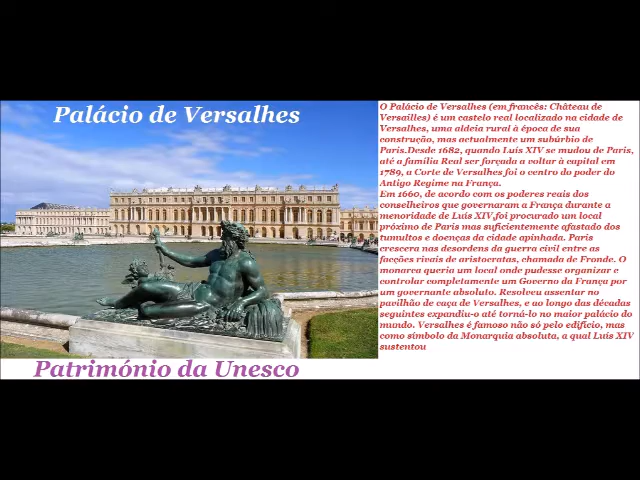 Palácio de Versalhes
O Palácio de Versalhes (em francês: Château de
Versailles) é um castelo real localizado na cidade de
Versalhes, uma aldeia rural à época de sua
construção, mas actualmente um subúrbio de
Paris.Desde 1682, quando Luís XIV se mudou de Paris,
até a família Real ser forçada a voltar à capital em
1789, a Corte de Versalhes foi o centro do poder do
Antigo Regime na França.
Em 1660, de acordo com os poderes reais dos
conselheiros que governaram a França durante a
menoridade de Luís XIV,foi procurado um local
próximo de Paris mas suficientemente afastado dos
tumultos e doenças da cidade apinhada. Paris
crescera nas desordens da guerra civil entre as
facções rivais de aristocratas, chamada de Fronde. O
monarca queria um local onde pudesse organizar e
controlar completamente um Governo da França por
um governante absoluto. Resolveu assentar no
pavilhão de caça de Versalhes, e ao longo das décadas
seguintes expandiu-o até torná-lo no maior palácio do
mundo. Versalhes é famoso não só pelo edifício, mas
como símbolo da Monarquia absoluta, a qual Luís XIV
sustentou
Património da Unesco